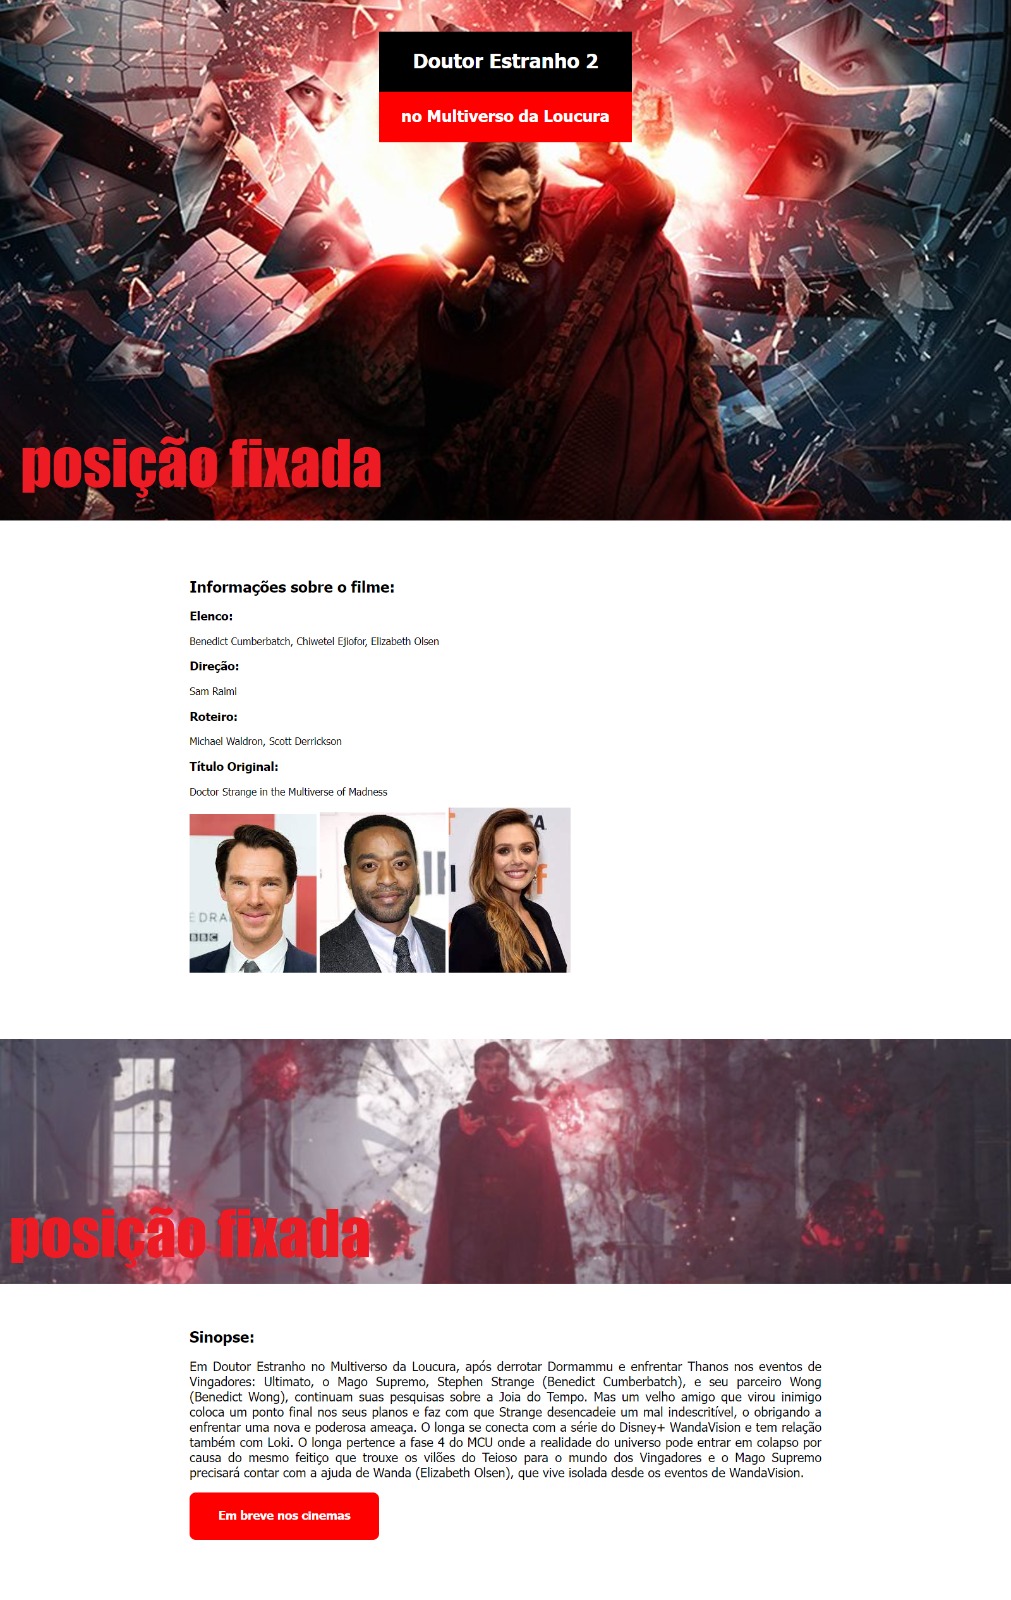 Doutor Estranho 2
no Multiverso da Loucura
posição fixada
Informações sobre o filme:
Elenco:
Benedict Cumberbatch, Chiwetel Ejiofor, Elizabeth Olsen
Direção:
Sam Raimi
Roteiro:
Michael Waldron, Scott Derrickson
Título Original:
Doctor Strange in the Multiverse of Madness
EDRA
BBC
posição fixada
Sinopse:
Em Doutor Estranho no Multiverso da Loucura, após derrotar Dormammu e enfrentar Thanos nos eventos de
Vingadores: Ultimato, o Mago Supremo, Stephen Strange (Benedict Cumberbatch), e seu parceiro Wong
(Benedict Wong), continuam suas pesquisas sobre a Joia do Tempo. Mas um velho amigo que virou inimigo
coloca um ponto final nos seus planos e faz com que Strange desencadeie um mal indescritível, o obrigando a
enfrentar uma nova e poderosa ameaça. O longa se conecta com a série do Disney+ WandaVision e tem relação
também com Loki. O longa pertence a fase 4 do MCU onde a realidade do universo pode entrar em colapso por
causa do mesmo feitiço que trouxe os vilões do Teioso para o mundo dos Vingadores e o Mago Supremo
precisará contar com a ajuda de Wanda (Elizabeth Olsen), que vive isolada desde os eventos de WandaVision.
Em breve nos cinemas